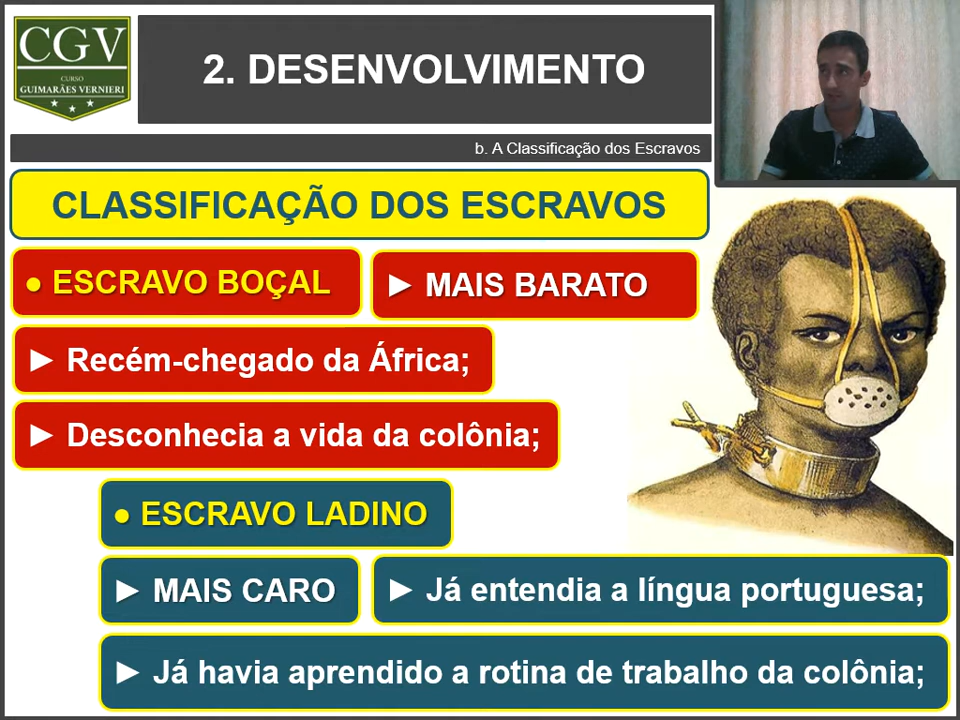 CGV
CURSO
GUIMARÃES VERNIERI
2. DESENVOLVIMENTO
b. A Classificação dos Escravos
CLASSIFICAÇÃO DOS ESCRAVOS
● ESCRAVO BOÇAL
► MAIS BARATO
► Recém-chegado da África;
► Desconhecia a vida da colônia;
● ESCRAVO LADINO
► MAIS CARO
► Já entendia a língua portuguesa;
► Já havia aprendido a rotina de trabalho da colônia;